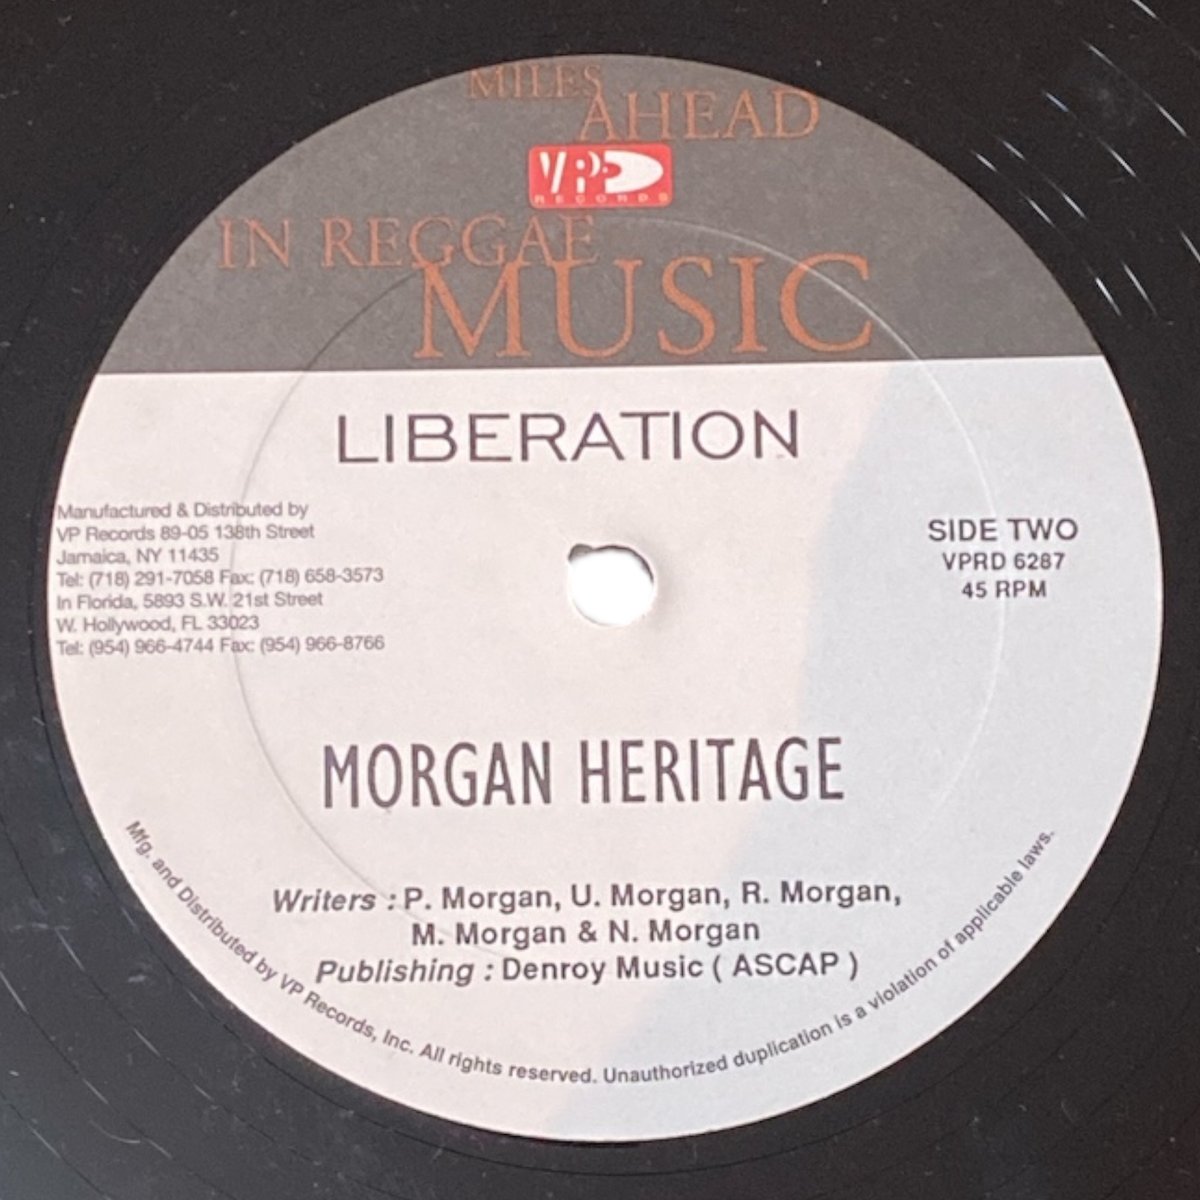 MILES
AHEAD
VP
RECORDS
IN REGGAE
MUSIC
LIBERATION
Manufactured & Distributed by
VP Records 89-05 138th Street
Jamaica, NY 11435
Tel: (718) 291-7058 Fax: (718) 658-3573
In Florida, 5893 S.W. 21st Street
W. Hollywood, FL 33023
Tel: (954) 966-4744 Fax: (954) 966-8766
SIDE TWO
VPRD 6287
45 RPM
MORGAN HERITAGE
Writers : P. Morgan, U. Morgan, R. Morgan,
M. Morgan & N. Morgan
Publishing : Denroy Music ( ASCAP )
Mfg. and Distributed by VP Records, Inc. All rights reserved. Unauthorized duplication is a violation of applicable laws.